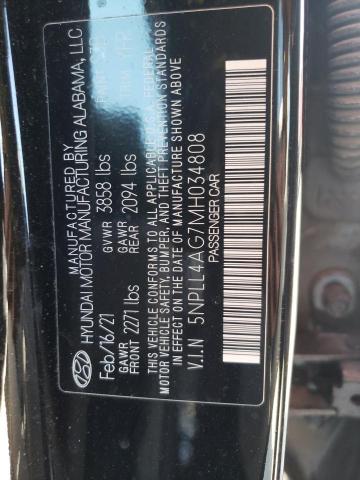 MANUFACTURED BY
HYUNDAI MOTOR MANUFACTURING ALABAMA, LLC
Feb/16/21 GVWR 3858 lbs PAINT
GAWR FRONT 2271 lbs GAWR REAR 2094 lbs TRIM
THIS VEHICLE CONFORMS TO ALL APPLICABLE U.S.A. FEDERAL
MOTOR VEHICLE SAFETY, BUMPER, AND THEFT PREVENTION STANDARDS
IN EFFECT ON THE DATE OF MANUFACTURE SHOWN ABOVE
V.I.N 5NPLL4AG7MH034808
PASSENGER CAR